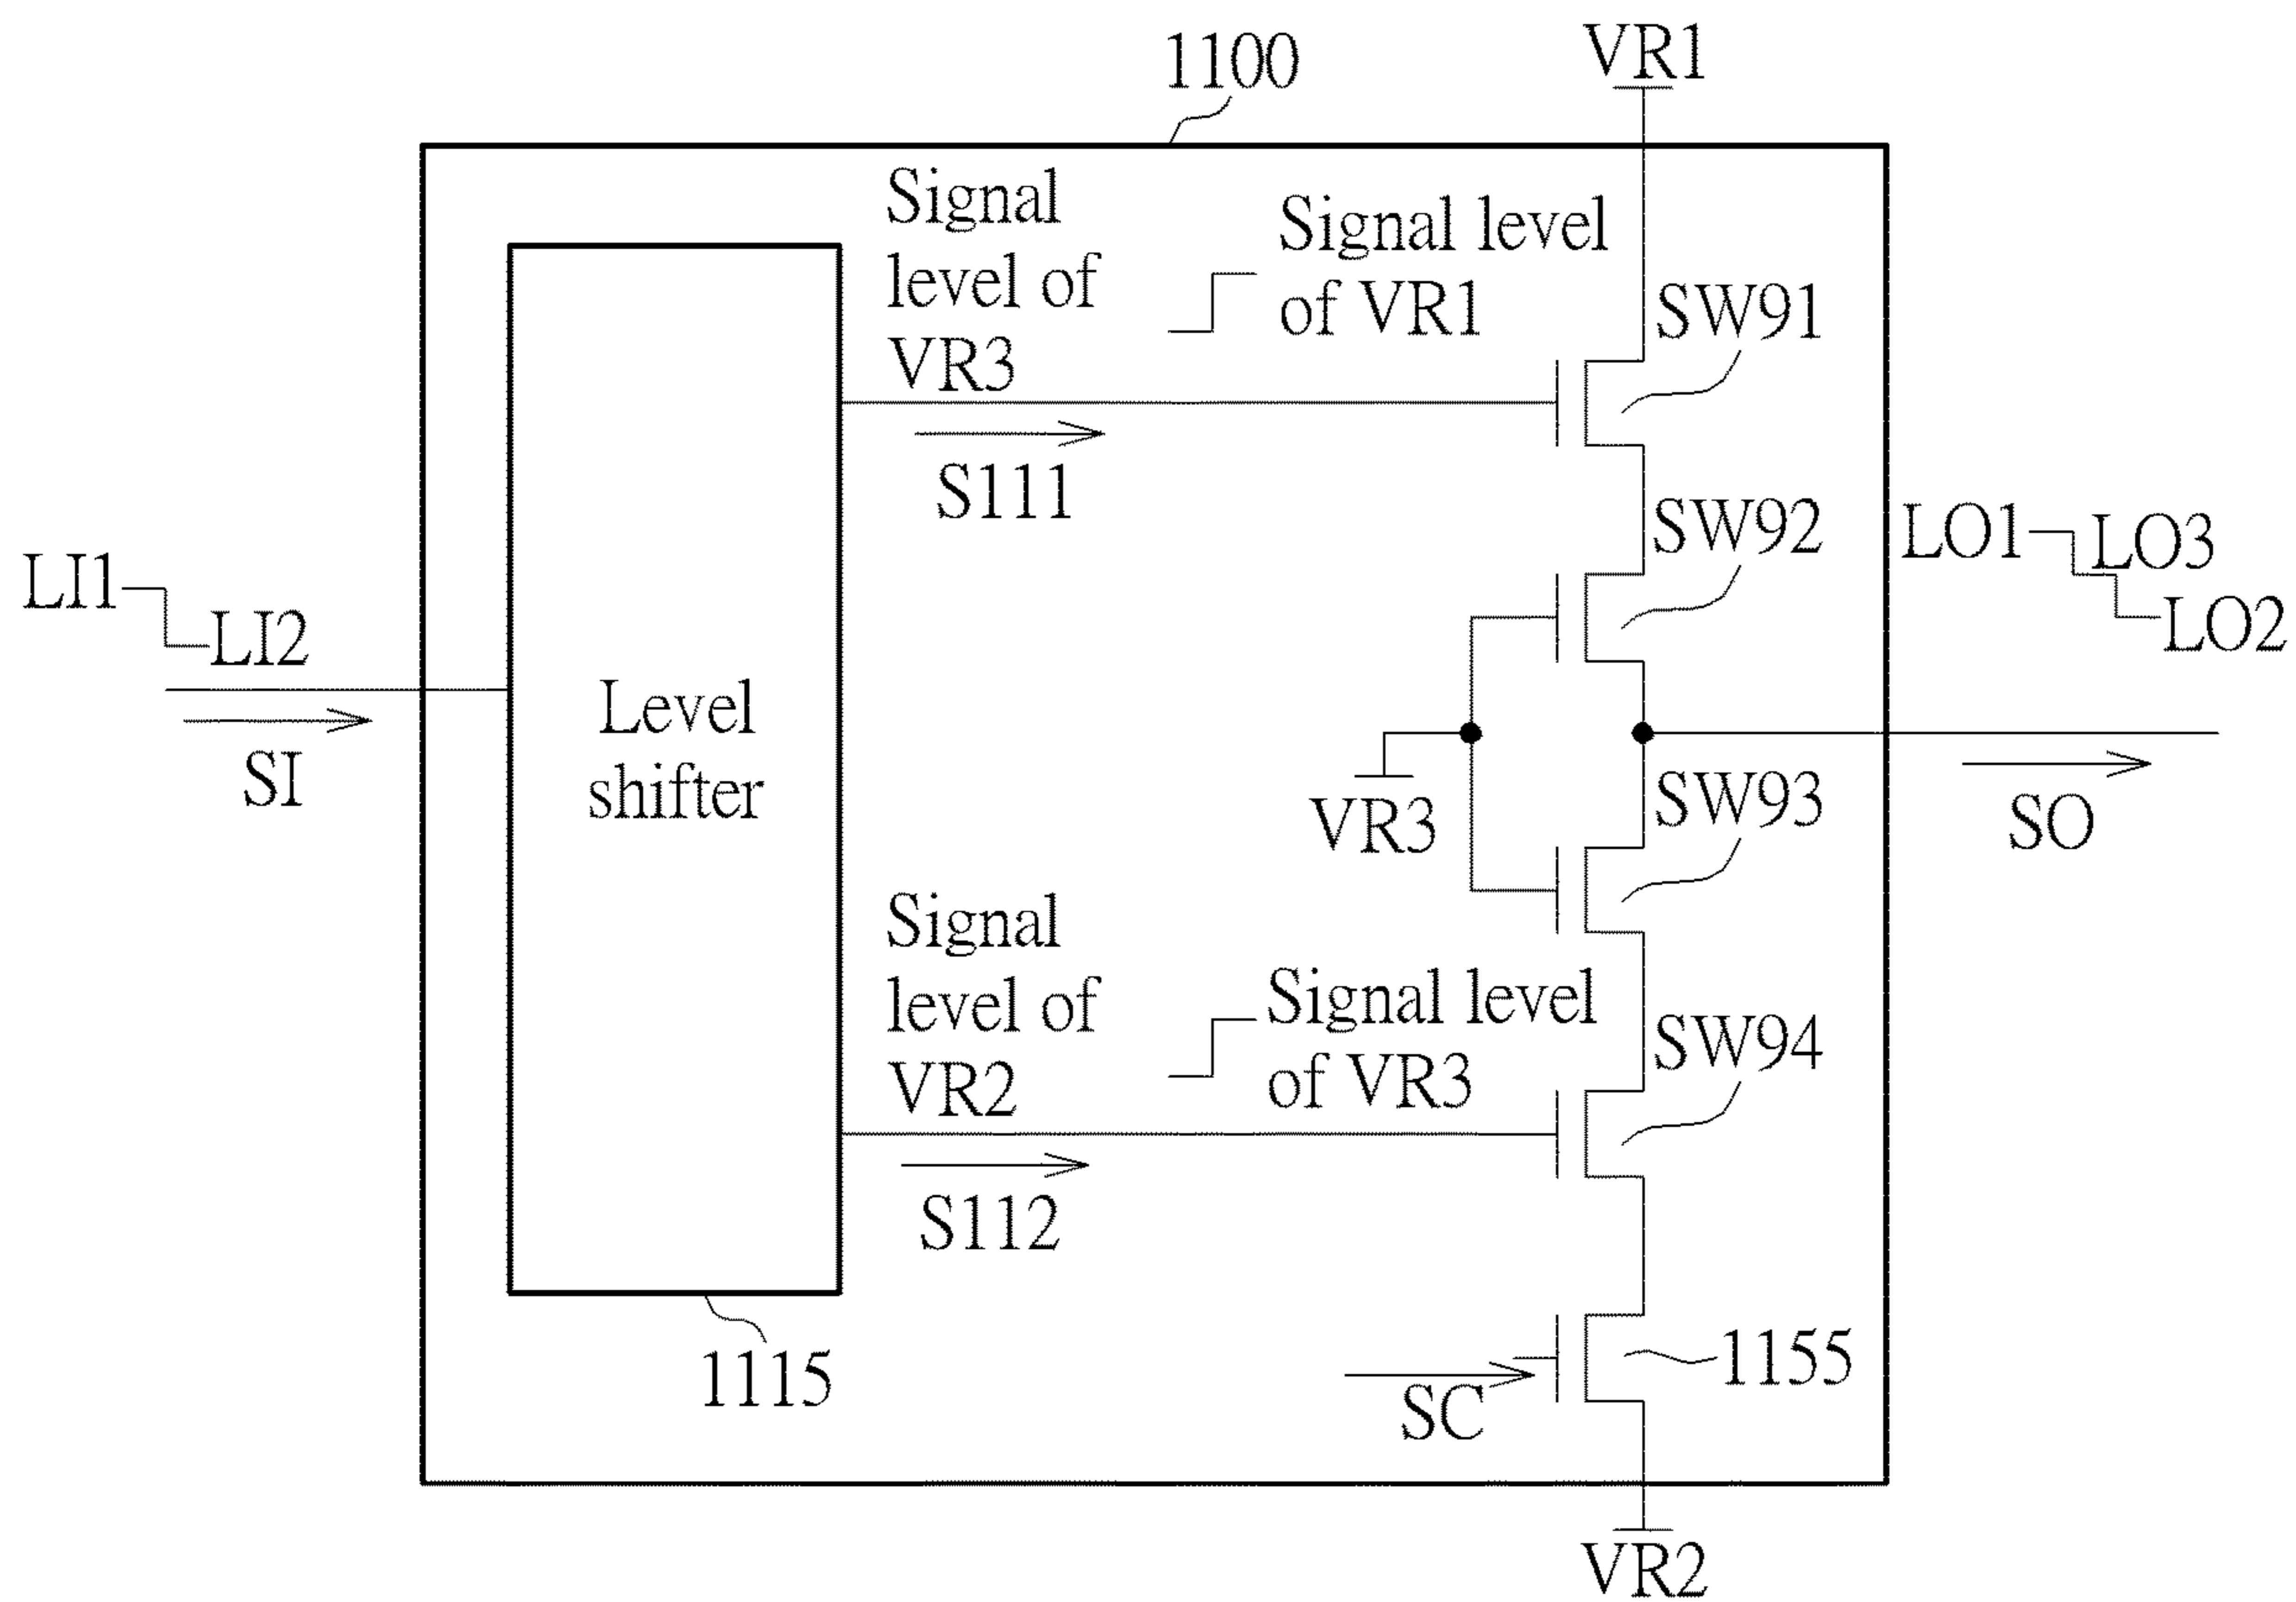 1100
VR1
Signal
level of
VR3
Signal level
of VR1
SW91
S111
SW92
LO1
LO3
LO2
LI1
LI2
SI
Level
shifter
VR3
SW93
SO
Signal
level of
VR2
Signal level
of VR3
SW94
S112
1115
SC
1155
VR2